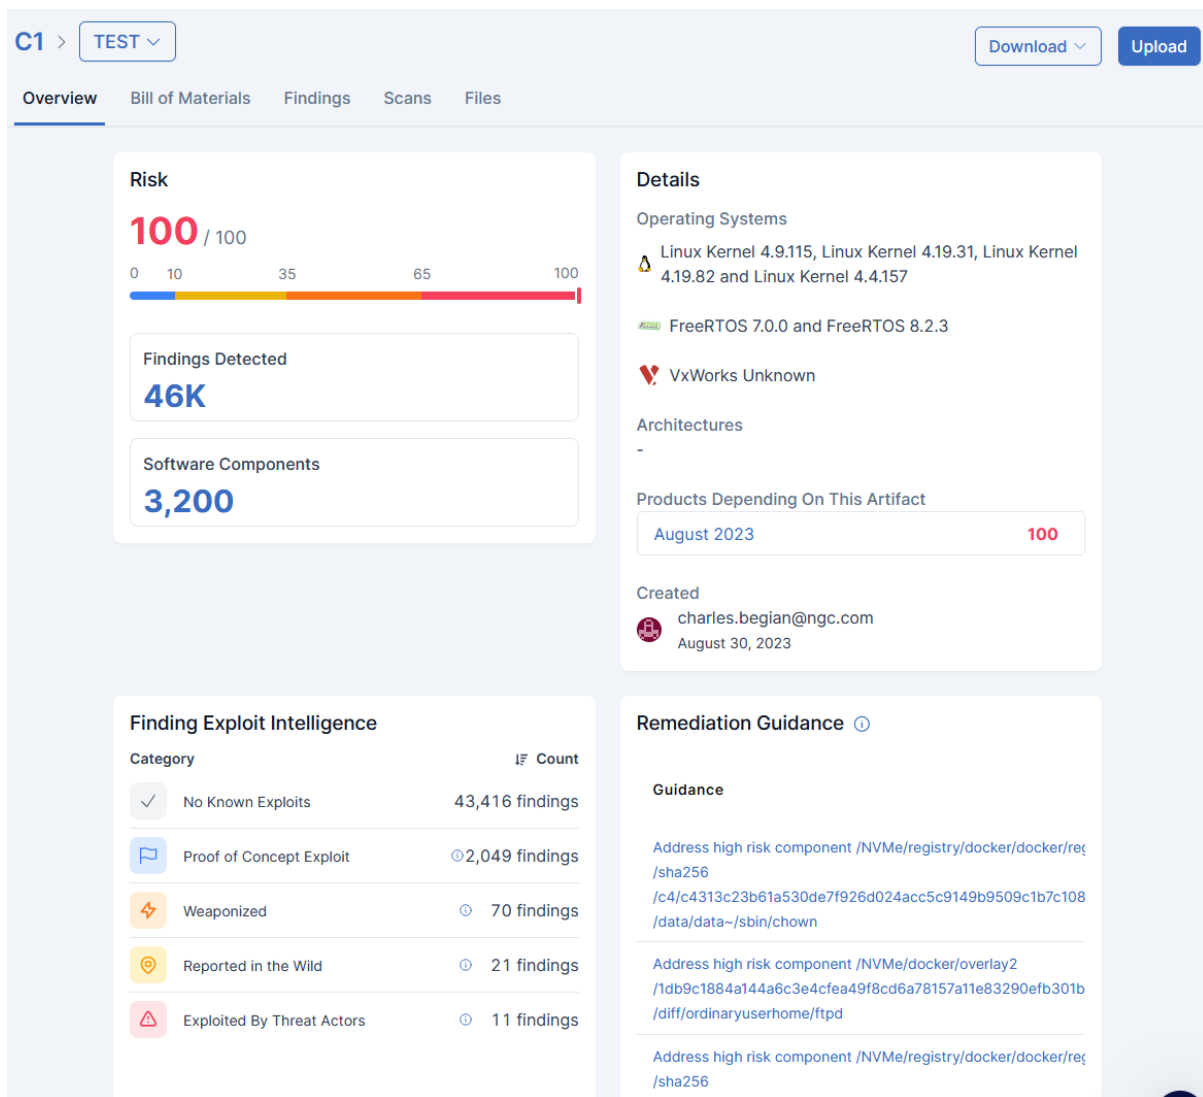 C1 > TEST
Download
Upload
Overview Bill of Materials Findings Scans Files
Risk
100 / 100
0 10 35 65 100
Findings Detected
46K
Software Components
3,200
Details
Operating Systems
Linux Kernel 4.9.115, Linux Kernel 4.19.31, Linux Kernel
4.19.82 and Linux Kernel 4.4.157
FreeRTOS 7.0.0 and FreeRTOS 8.2.3
VxWorks Unknown
Architectures
-
Products Depending On This Artifact
August 2023 100
Created
charles.begian@ngc.com
August 30, 2023
Finding Exploit Intelligence
Category Count
No Known Exploits 43,416 findings
Proof of Concept Exploit 2,049 findings
Weaponized 70 findings
Reported in the Wild 21 findings
Exploited By Threat Actors 11 findings
Remediation Guidance
Guidance
Address high risk component /NVMe/registry/docker/docker/reg
/sha256
/c4/c4313c23b61a530de7f926d024acc5c9149b9509c1b7c108
/data/data~/sbin/chown
Address high risk component /NVMe/docker/overlay2
/1db9c1884a144a6c3e4cfea49f8cd6a78157a11e83290efb301b
/diff/ordinaryuserhome/ftpd
Address high risk component /NVMe/registry/docker/docker/reg
/sha256